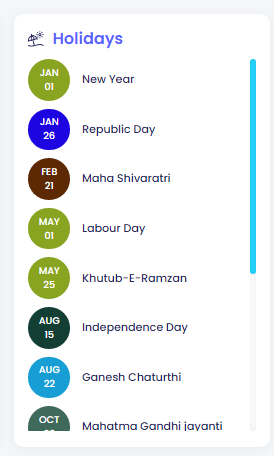 Holidays
JAN
01
New Year
JAN
26
Republic Day
FEB
21
Maha Shivaratri
MAY
01
Labour Day
MAY
25
Khutub-E-Ramzan
AUG
15
Independence Day
AUG
22
Ganesh Chaturthi
OCT
Mahatma Gandhi jayanti